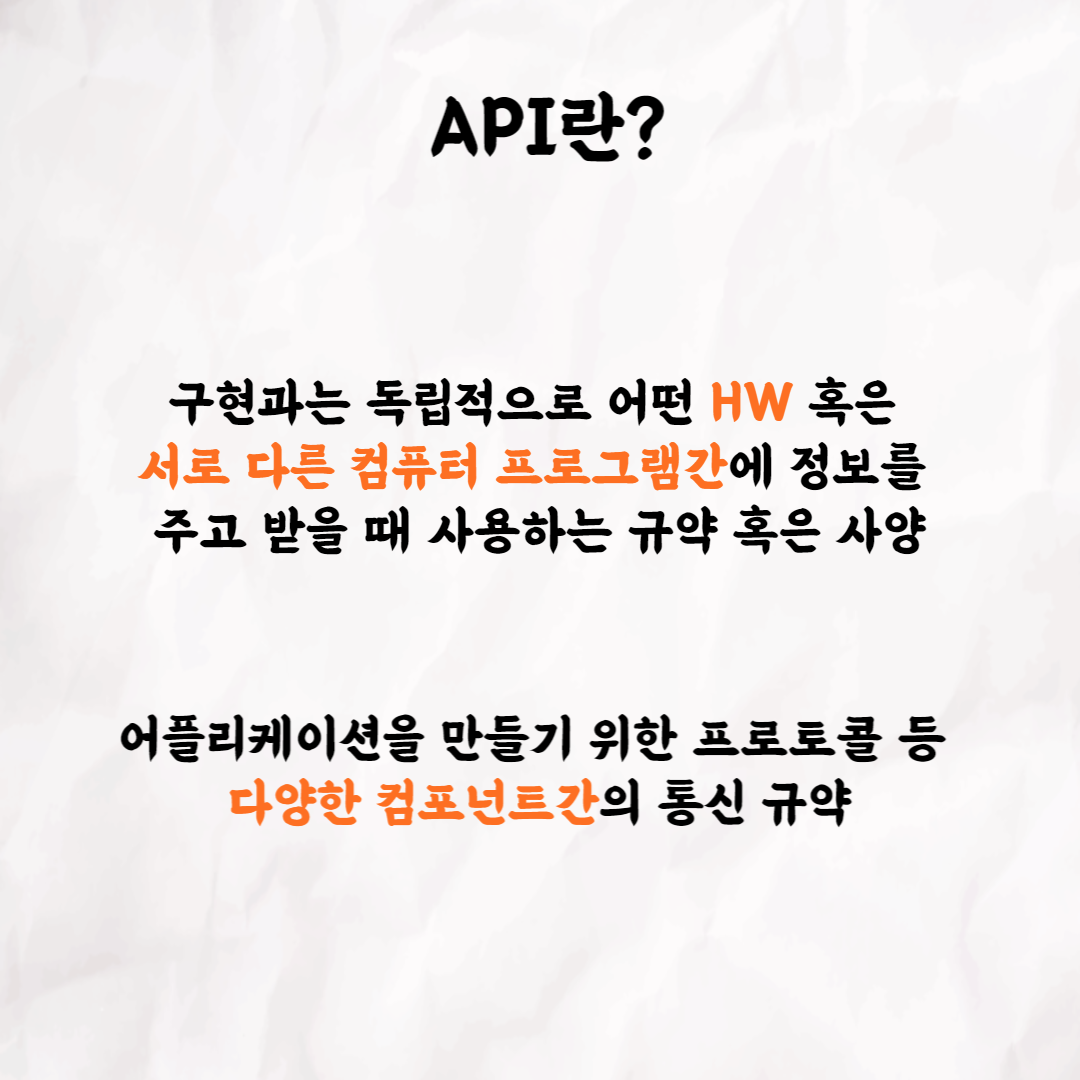 API란?
구현과는 독립적으로 어떤 HW 혹은
서로 다른 컴퓨터 프로그램간에 정보를
주고 받을 때 사용하는 규약 혹은 사양
어플리케이션을 만들기 위한 프로토콜 등
다양한 컴포넌트간의 통신 규약